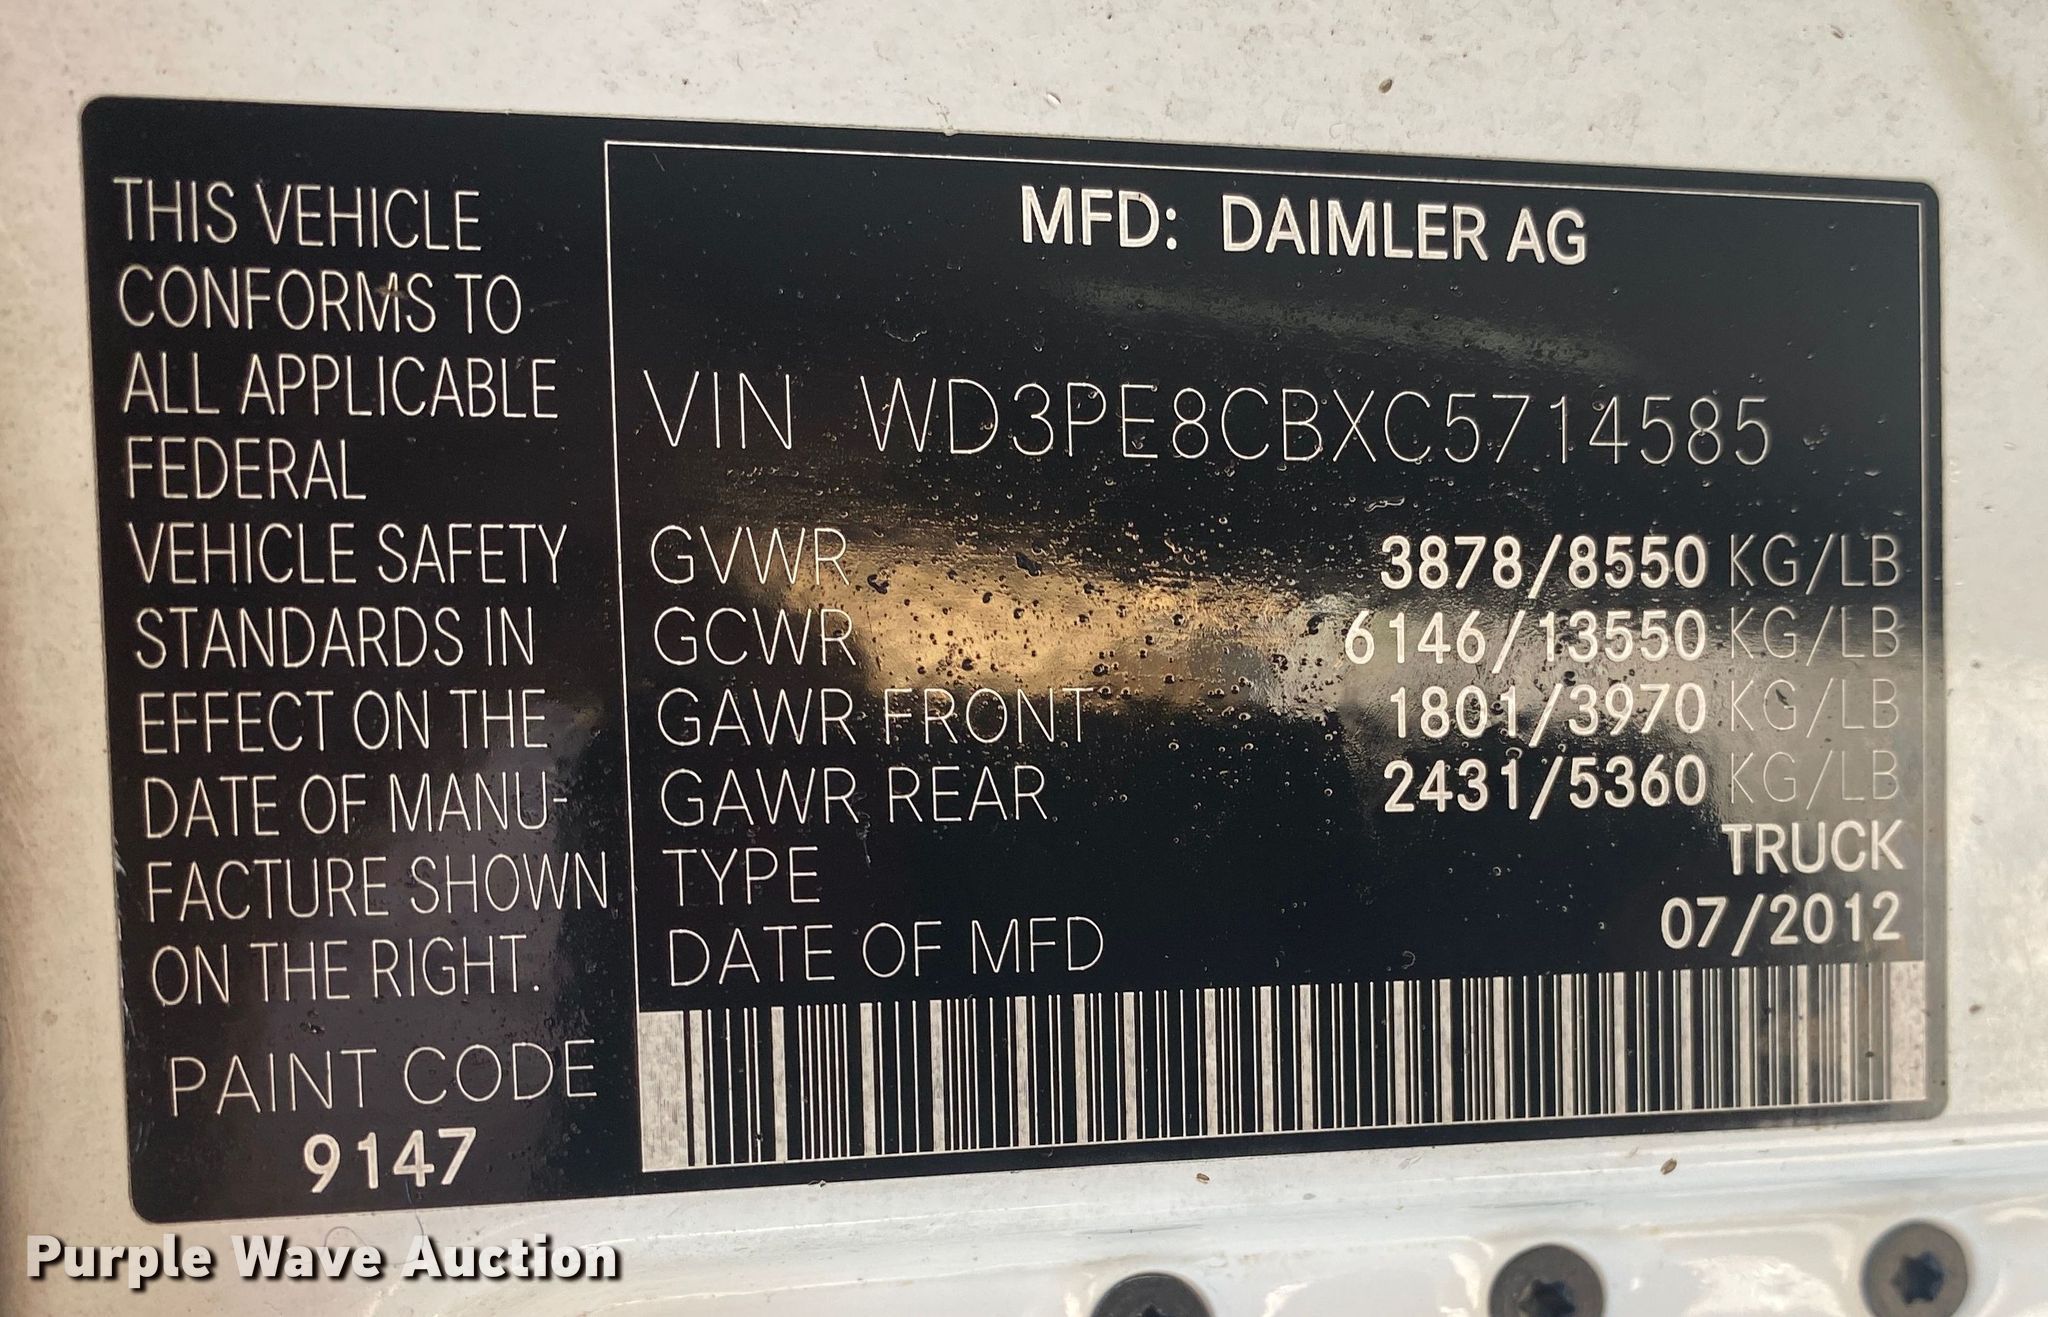 THIS VEHICLE
CONFORMS TO
ALL APPLICABLE
FEDERAL
VEHICLE SAFETY
STANDARDS IN
EFFECT ON THE
DATE OF MANU-
FACTURE SHOWN
ON THE RIGHT.
PAINT CODE
9147
MFD: DAIMLER AG
VIN WD3PE8CBXC5714585
GVWR 3878/8550 KG/LB
GCWR 6146/13550 KG/LB
GAWR FRONT 1801/3970 KG/LB
GAWR REAR 2431/5360 KG/LB
TYPE TRUCK
DATE OF MFD 07/2012
Purple Wave Auction